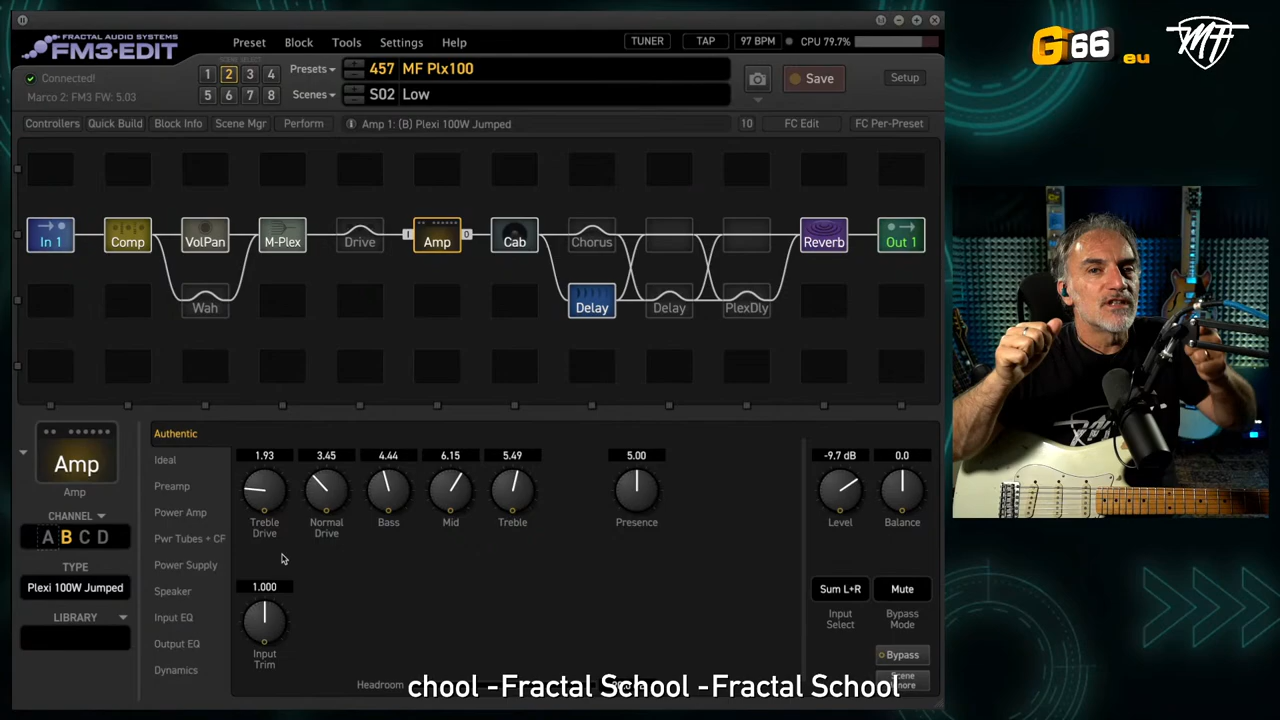 FRACTAL AUDIO SYSTEMS
FM3-EDIT
Preset Block Tools Settings Help
TUNER TAP 97 BPM CPU 79.7%
Connected!
Marco 2: FM3 FW: 5.03
SCENE SELECT
1 2 3 4
5 6 7 8
Presets
457 MF Plx100
Scenes
S02 Low
Save
Setup
Controllers Quick Build Block Info Scene Mgr Perform
Amp 1: (B) Plexi 100W Jumped
10 FC Edit FC Per-Preset
In 1 Comp VolPan M-Plex Drive I Amp O Cab Chorus Reverb Out 1
Wah Delay Delay PlexDly
Amp
Amp
CHANNEL
A B C D
TYPE
Plexi 100W Jumped
LIBRARY
Authentic
Ideal
Preamp
Power Amp
Pwr Tubes + CF
Power Supply
Speaker
Input EQ
Output EQ
Dynamics
1.93 3.45 4.44 6.15 5.49 5.00
Treble Drive
Normal Drive
Bass
Mid
Treble
Presence
1.000
Input Trim
Headroom
-9.7 dB 0.0
Level Balance
Sum L+R Mute
Input Select
Bypass Mode
Bypass
Scene
chool -Fractal School -Fractal School
G66
eu
MF